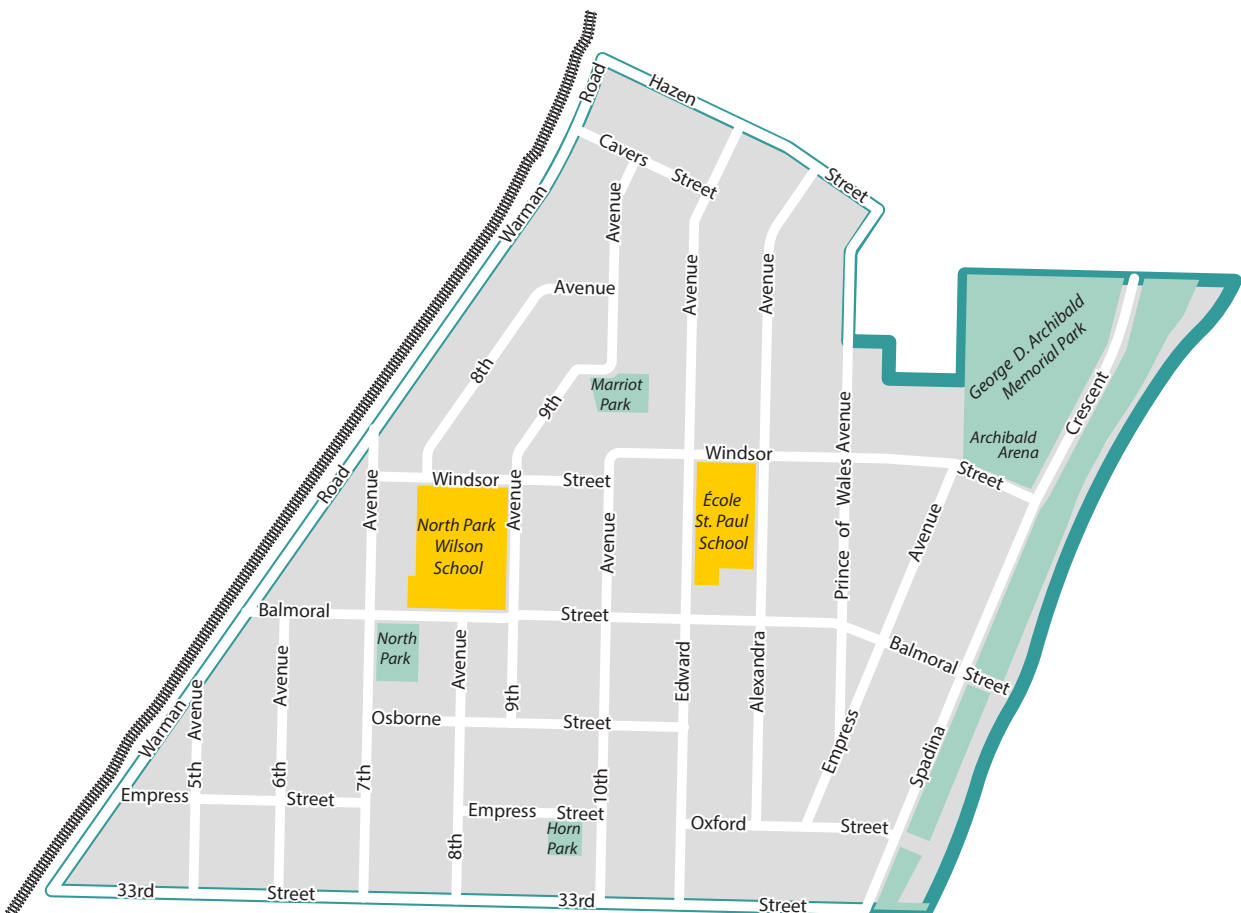 Road
Hazen
Cavers
Street
Street
Warman
Avenue
Avenue
Avenue
Avenue
8th
9th
Marriot
Park
George D. Archibald
Memorial Park
Archibald
Arena
Crescent
Prince of Wales Avenue
Windsor
Street
Road
Avenue
Windsor
Street
Avenue
North Park
Wilson
School
Avenue
École
St. Paul
School
Avenue
Balmoral
Street
Balmoral Street
North
Park
Avenue
Avenue
Avenue
9th
Edward
Alexandra
Warman
Osborne
Street
Empress
Spadina
5th
6th
7th
10th
Empress
Street
Empress
Street
Oxford
Street
Horn
Park
8th
33rd
Street
33rd
Street